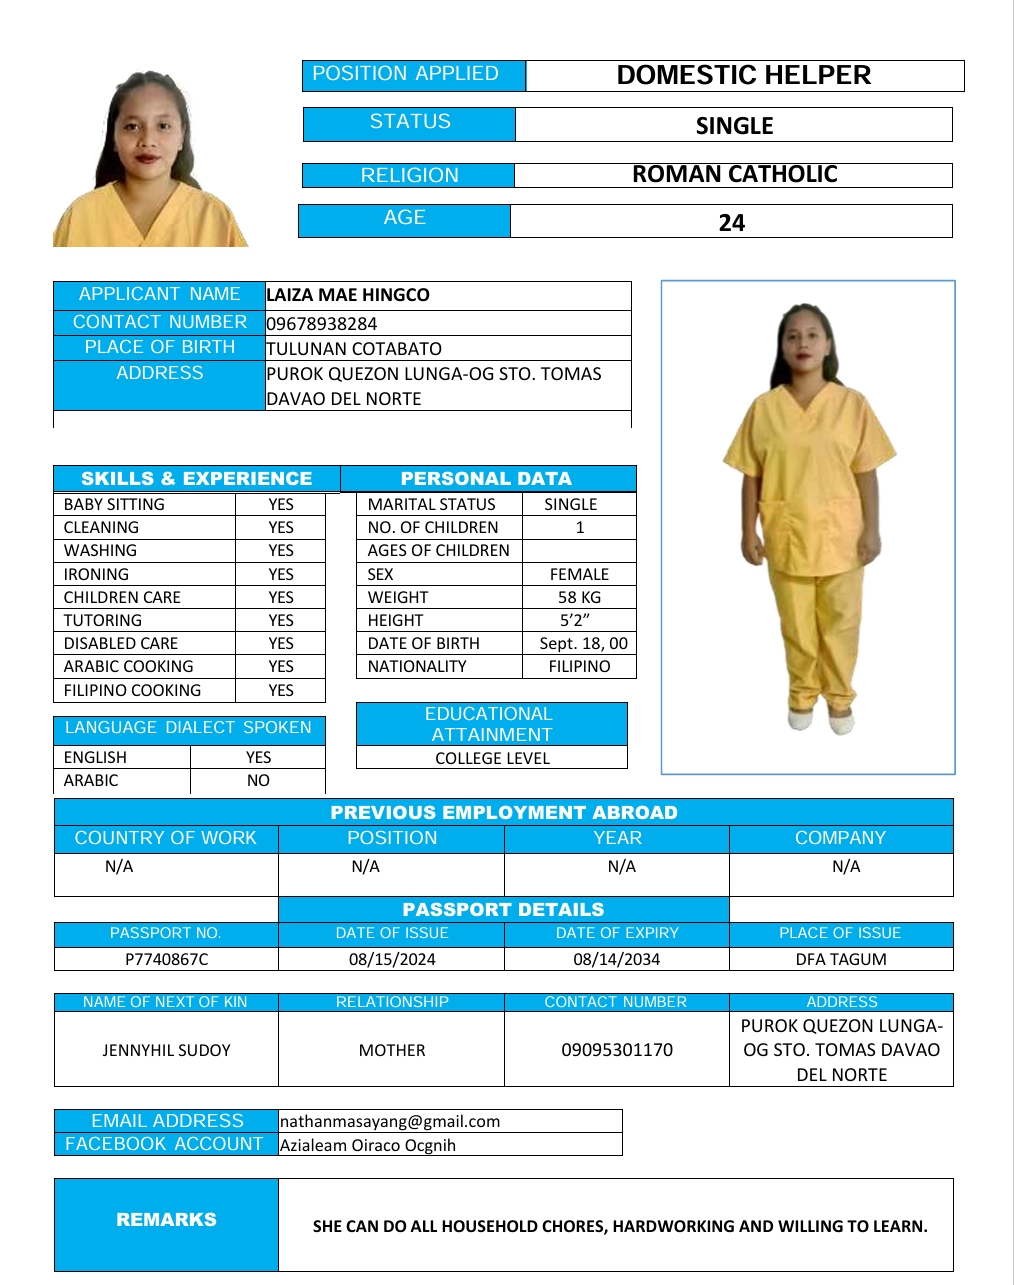 POSITION APPLIED DOMESTIC HELPER
STATUS SINGLE
RELIGION ROMAN CATHOLIC
AGE 24
APPLICANT NAME LAIZA MAE HINGCO
CONTACT NUMBER 09678938284
PLACE OF BIRTH TULUNAN COTABATO
ADDRESS PUROK QUEZON LUNGA-OG STO. TOMAS
DAVAO DEL NORTE
SKILLS & EXPERIENCE PERSONAL DATA
BABY SITTING YES MARITAL STATUS SINGLE
CLEANING YES NO. OF CHILDREN 1
WASHING YES AGES OF CHILDREN
IRONING YES SEX FEMALE
CHILDREN CARE YES WEIGHT 58 KG
TUTORING YES HEIGHT 5’2”
DISABLED CARE YES DATE OF BIRTH Sept. 18, 00
ARABIC COOKING YES NATIONALITY FILIPINO
FILIPINO COOKING YES
LANGUAGE DIALECT SPOKEN
ENGLISH YES
ARABIC NO
EDUCATIONAL
ATTAINMENT
COLLEGE LEVEL
PREVIOUS EMPLOYMENT ABROAD
COUNTRY OF WORK POSITION YEAR COMPANY
N/A N/A N/A N/A
PASSPORT DETAILS
PASSPORT NO. DATE OF ISSUE DATE OF EXPIRY PLACE OF ISSUE
P7740867C 08/15/2024 08/14/2034 DFA TAGUM
NAME OF NEXT OF KIN RELATIONSHIP CONTACT NUMBER ADDRESS
JENNYHIL SUDOY MOTHER 09095301170 PUROK QUEZON LUNGA-
OG STO. TOMAS DAVAO
DEL NORTE
EMAIL ADDRESS nathanmasayang@gmail.com
FACEBOOK ACCOUNT Azialeam Oiraco Ocgnih
REMARKS SHE CAN DO ALL HOUSEHOLD CHORES, HARDWORKING AND WILLING TO LEARN.